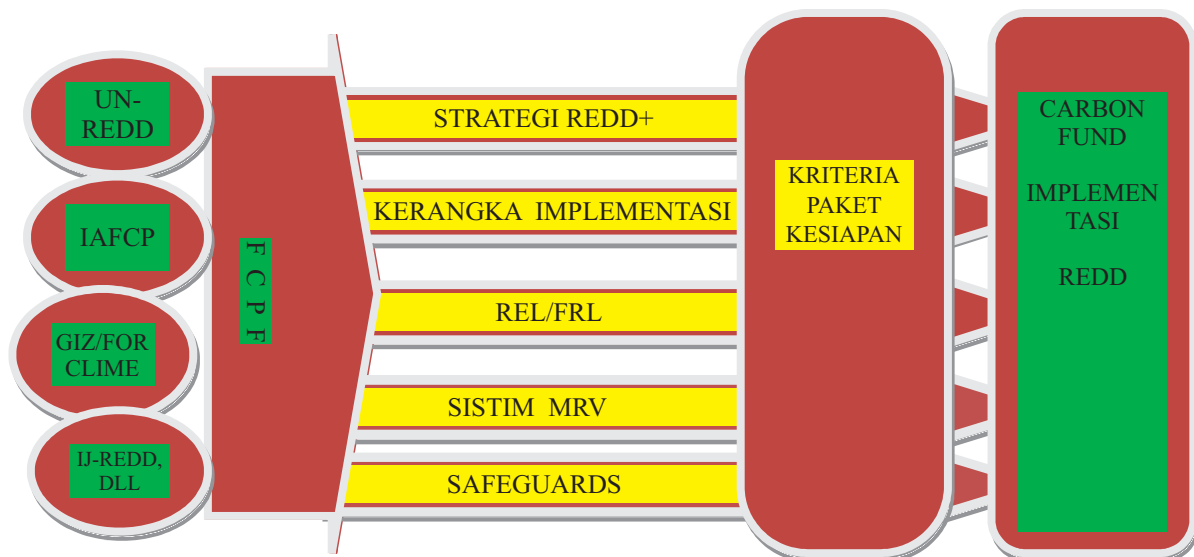 UN-
REDD
IAFCP
GIZ/FOR
CLIME
IJ-REDD,
DLL
F C P F
STRATEGI REDD+
KERANGKA IMPLEMENTASI
REL/FRL
SISTIM MRV
SAFEGUARDS
KRITERIA
PAKET
KESIAPAN
CARBON
FUND
IMPLEMEN
TASI
REDD